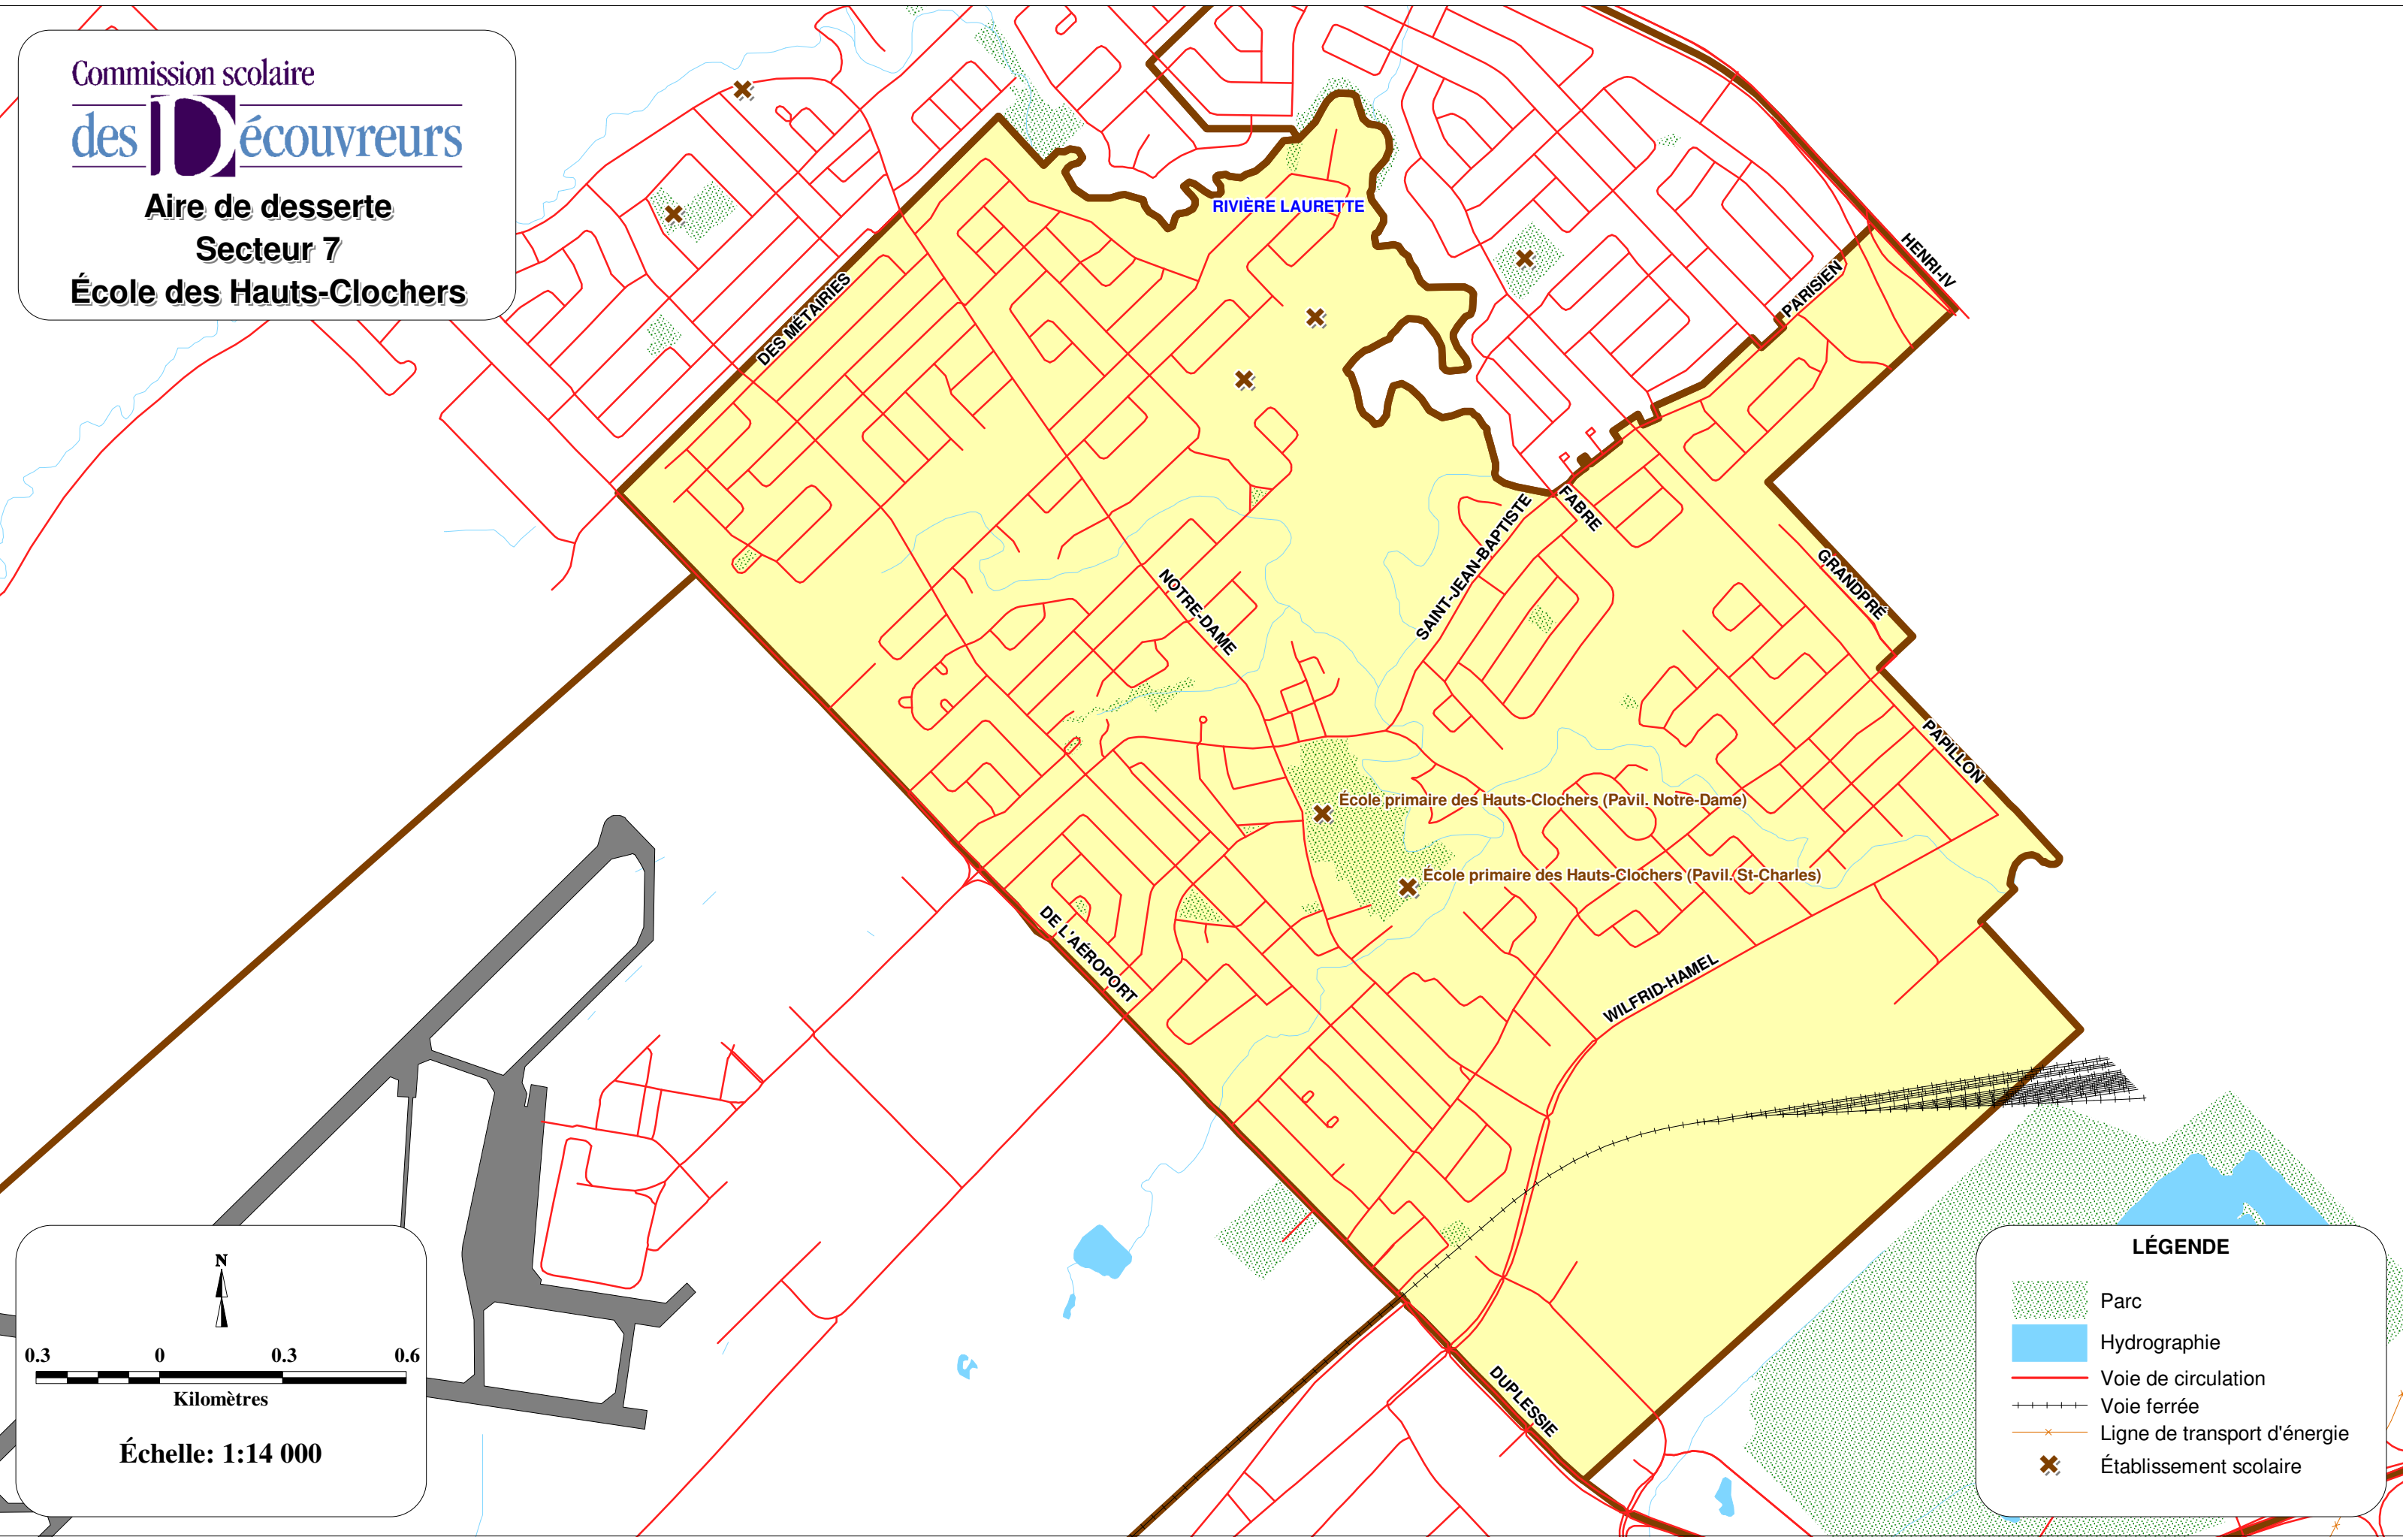 Commission scolaire
des Découvreurs
Aire de desserte
Secteur 7
École des Hauts-Clochers
RIVIÈRE LAURETTE
HENRI-IV
PARISIEN
DES MÉTAIRIES
FABRE
SAINT-JEAN-BAPTISTE
GRANDPRÉ
NOTRE-DAME
PAPILLON
École primaire des Hauts-Clochers (Pavil. Notre-Dame)
École primaire des Hauts-Clochers (Pavil. St-Charles)
DE L'AÉROPORT
WILFRID-HAMEL
DUPLESSIE
N
0.3 0 0.3 0.6
Kilomètres
Échelle: 1:14 000
LÉGENDE
Parc
Hydrographie
Voie de circulation
Voie ferrée
Ligne de transport d'énergie
Établissement scolaire